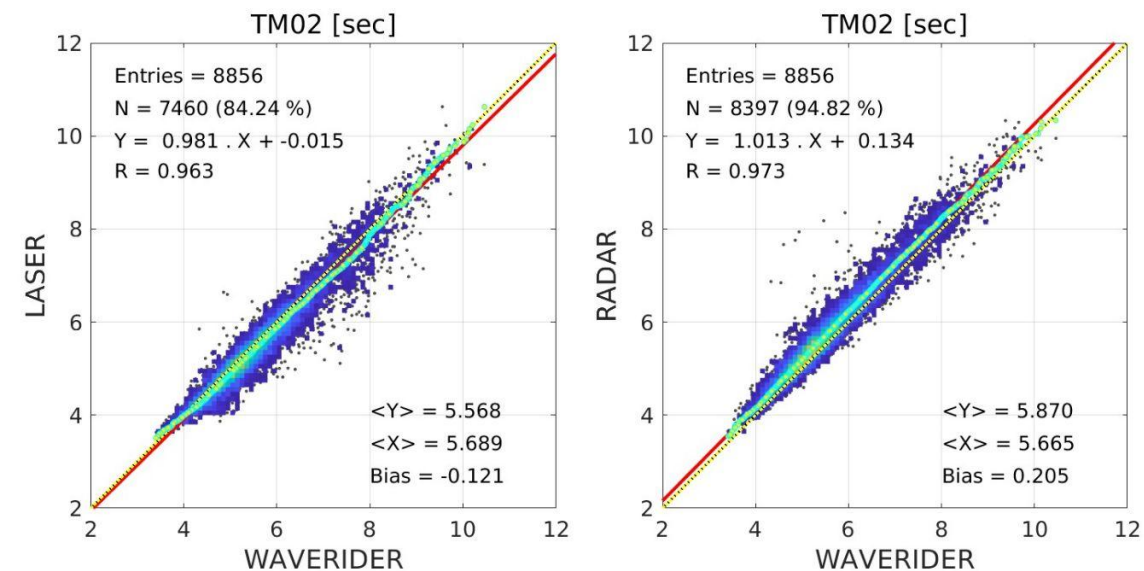 TM02 [sec]
12
10
8
6
4
2
LASER
Entries = 8856
N = 7460 (84.24 %)
Y =  0.981 . X + -0.015
R = 0.963
<Y> = 5.568
<X> = 5.689
Bias = -0.121
2 4 6 8 10 12
WAVERIDER
TM02 [sec]
12
10
8
6
4
2
RADAR
Entries = 8856
N = 8397 (94.82 %)
Y =  1.013 . X +  0.134
R = 0.973
<Y> = 5.870
<X> = 5.665
Bias = 0.205
2 4 6 8 10 12
WAVERIDER